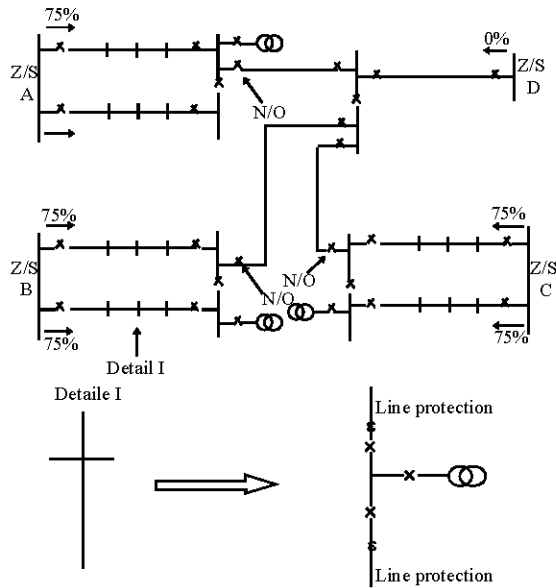 75%
0%
Z/S
A
Z/S
D
N/O
75%
75%
Z/S
B
N/O
N/O
Z/S
C
75%
75%
Detail I
Detaile I
Line protection
Line protection